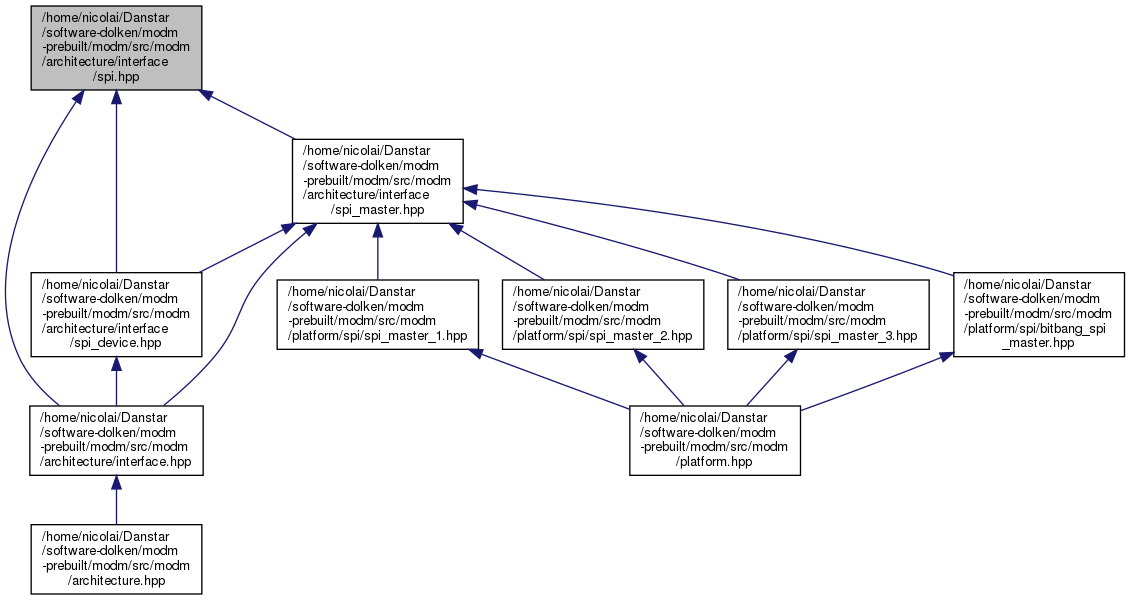 /home/nicolai/Danstar
/software-dolken/modm
-prebuilt/modm/src/modm
/architecture/interface
/spi.hpp
/home/nicolai/Danstar
/software-dolken/modm
-prebuilt/modm/src/modm
/architecture/interface
/spi_master.hpp
/home/nicolai/Danstar
/software-dolken/modm
-prebuilt/modm/src/modm
/architecture/interface
/spi_device.hpp
/home/nicolai/Danstar
/software-dolken/modm
-prebuilt/modm/src/modm
/platform/spi/spi_master_1.hpp
/home/nicolai/Danstar
/software-dolken/modm
-prebuilt/modm/src/modm
/platform/spi/spi_master_2.hpp
/home/nicolai/Danstar
/software-dolken/modm
-prebuilt/modm/src/modm
/platform/spi/spi_master_3.hpp
/home/nicolai/Danstar
/software-dolken/modm
-prebuilt/modm/src/modm
/platform/spi/bitbang_spi
_master.hpp
/home/nicolai/Danstar
/software-dolken/modm
-prebuilt/modm/src/modm
/architecture/interface.hpp
/home/nicolai/Danstar
/software-dolken/modm
-prebuilt/modm/src/modm
/platform.hpp
/home/nicolai/Danstar
/software-dolken/modm
-prebuilt/modm/src/modm
/architecture.hpp